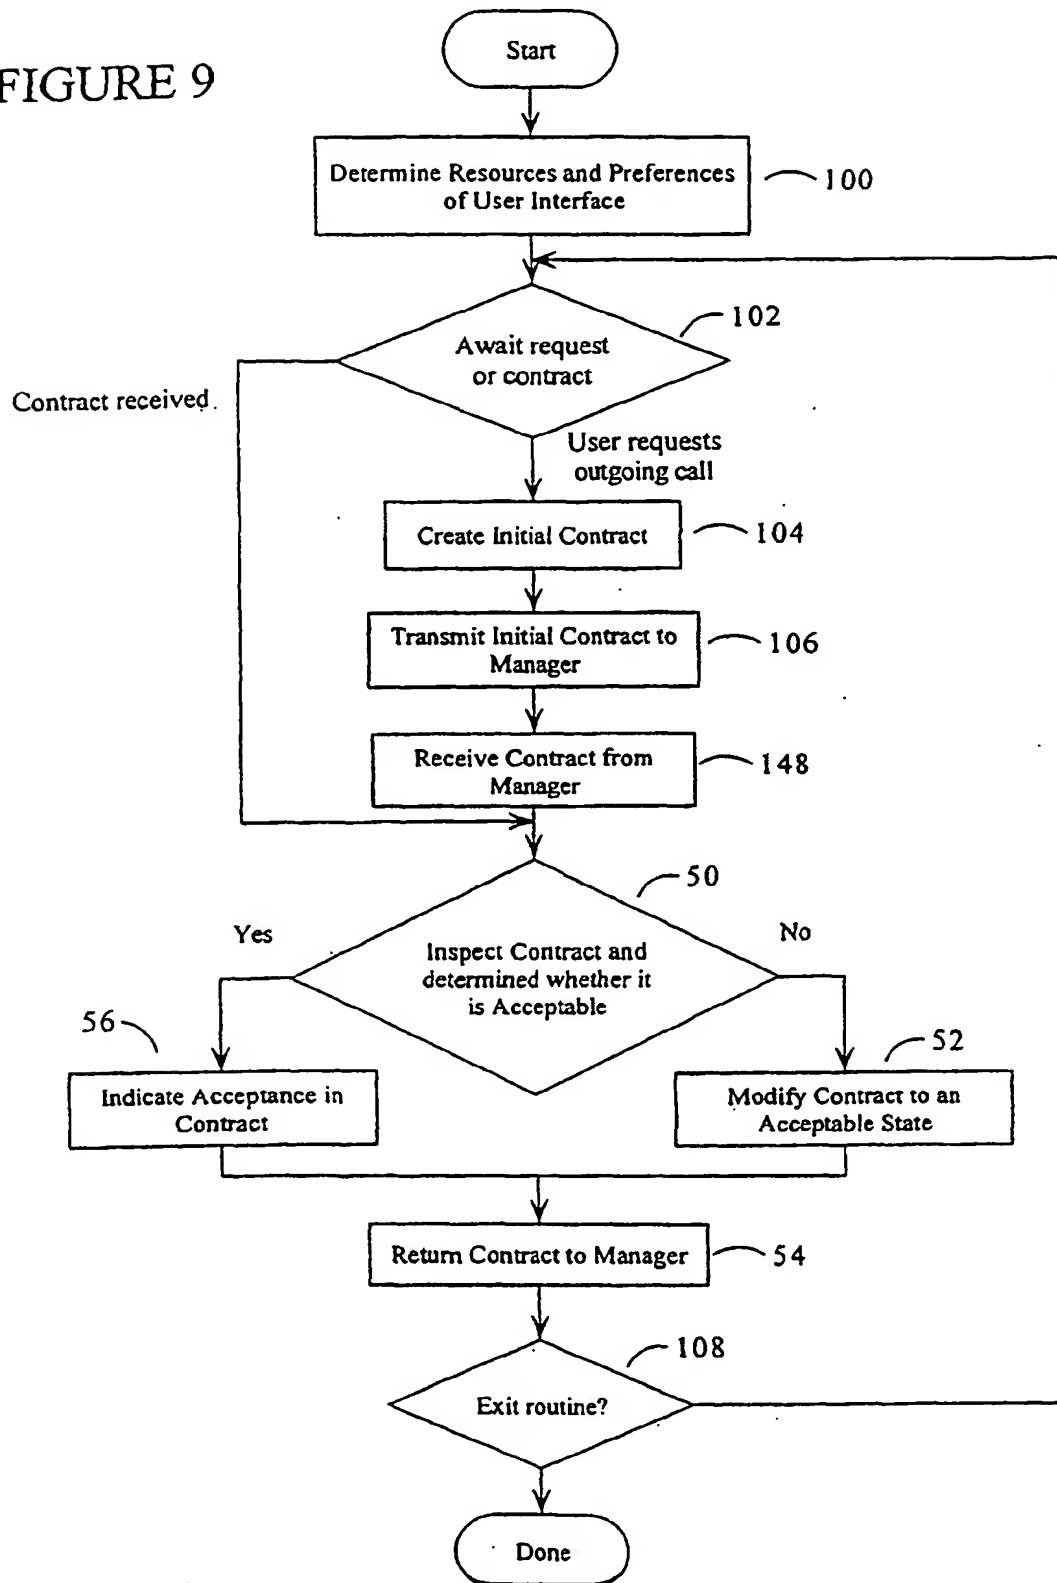 FIGURE 9
Start
Determine Resources and Preferences
of User Interface
100
102
Await request
or contract
Contract received.
User requests
outgoing call
Create Initial Contract
104
Transmit Initial Contract to
Manager
106
Receive Contract from
Manager
148
50
Yes
No
Inspect Contract and
determined whether it
is Acceptable
56
52
Indicate Acceptance in
Contract
Modify Contract to an
Acceptable State
Return Contract to Manager
54
108
Exit routine?
Done